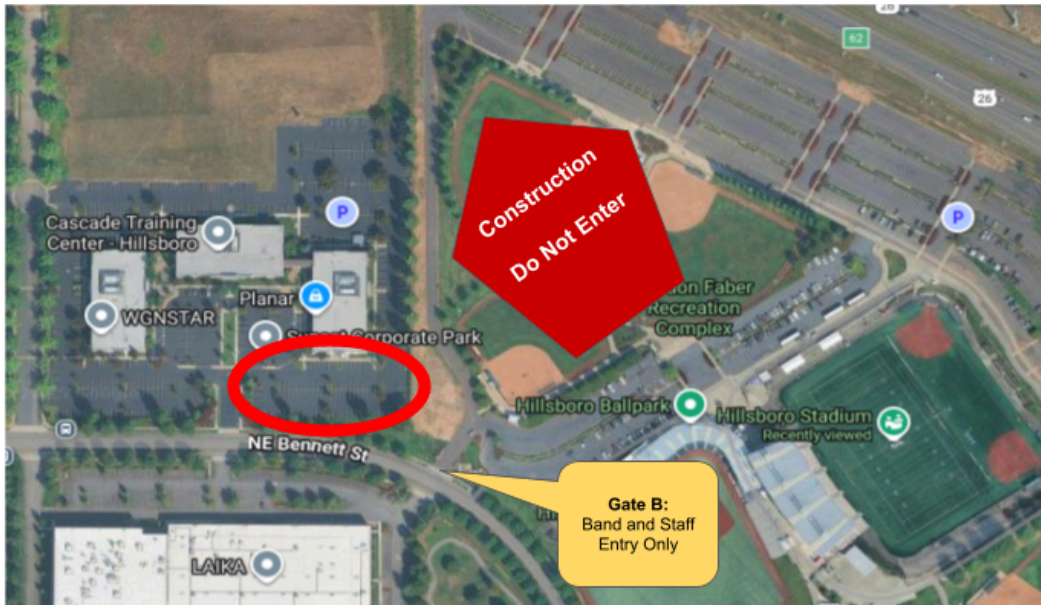 26
62
26
Construction
Do Not Enter
P
P
Cascade Training
Center - Hillsboro
Planar
WGNSTAR
Sunset Corporate Park
Faber
Recreation
Complex
Hillsboro Ballpark
Hillsboro Stadium
Recently viewed
NE Bennett St
Gate B:
Band and Staff
Entry Only
LAIKA